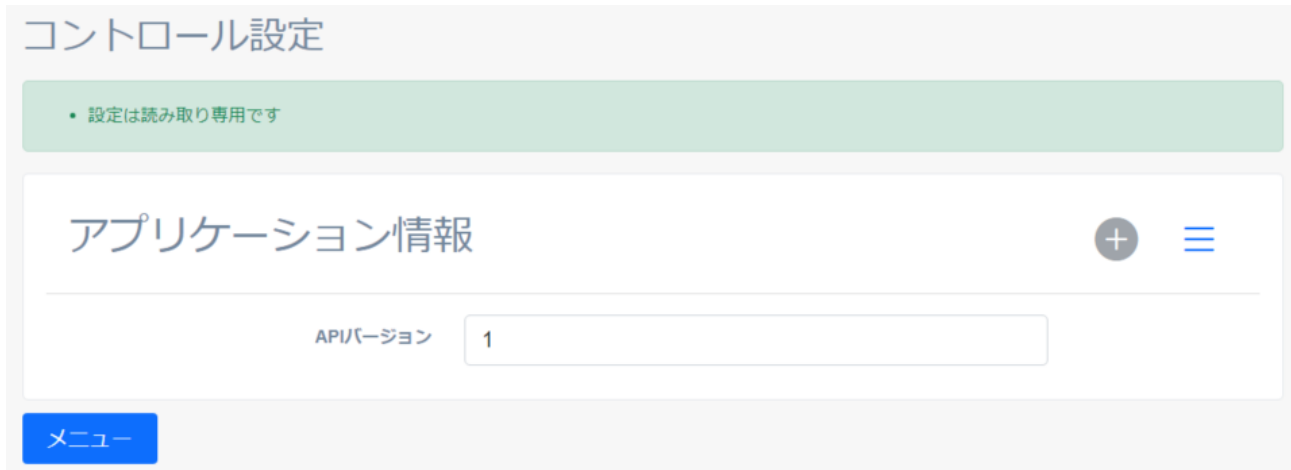 コントロール設定
• 設定は読み取り専用です
アプリケーション情報
APIバージョン 1
メニュー